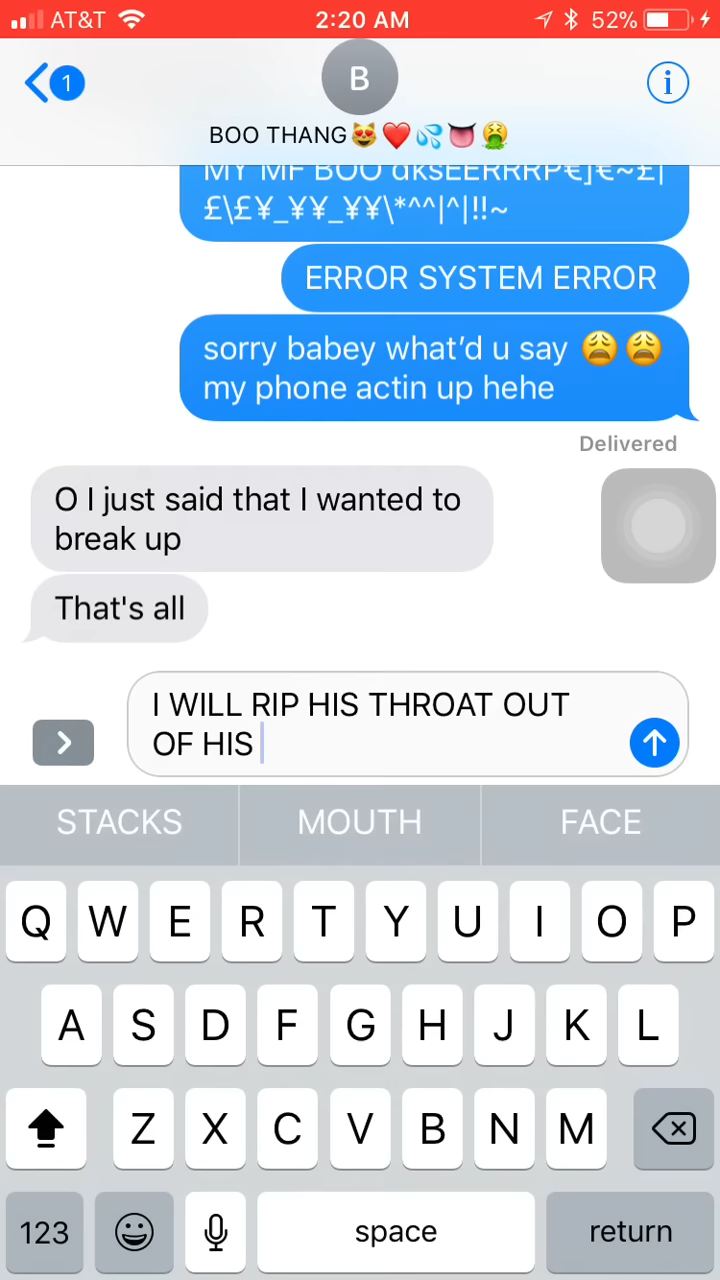 AT&T 2:20 AM 52%
1
B
BOO THANG😻❤️💦👅🤮
MY MF BOO dksEERRRP€]€~£|
£\£¥_¥¥_¥¥\*^^|^|!!~
ERROR SYSTEM ERROR
sorry babey what’d u say 😩😩
my phone actin up hehe
Delivered
O I just said that I wanted to
break up
That's all
I WILL RIP HIS THROAT OUT
OF HIS
STACKS MOUTH FACE
Q W E R T Y U I O P
A S D F G H J K L
Z X C V B N M
123 space return